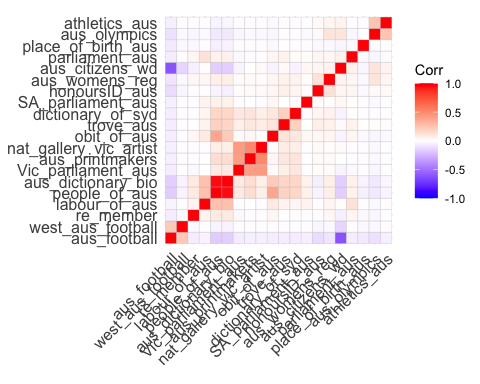 athletics_aus
aus_olympics
place_of_birth_aus
parliament_aus
aus_citizens_wd
aus_womens_reg
honoursID_aus
SA_parliament_aus
dictionary_of_syd
trove_aus
obit_of_aus
nat_gallery_vic_artist
aus_printmakers
Vic_parliament_aus
aus_dictionary_bio
people_of_aus
labour_of_aus
re_member
west_aus_football
aus_football
Corr
1.0
0.5
0.0
-0.5
-1.0
aus_football
west_aus_football
re_member
labour_of_aus
people_of_aus
aus_dictionary_bio
Vic_parliament_aus
aus_printmakers
nat_gallery_vic_artist
obit_of_aus
trove_aus
dictionary_of_syd
SA_parliament_aus
honoursID_aus
aus_womens_reg
aus_citizens_wd
parliament_aus
place_of_birth_aus
aus_olympics
athletics_aus